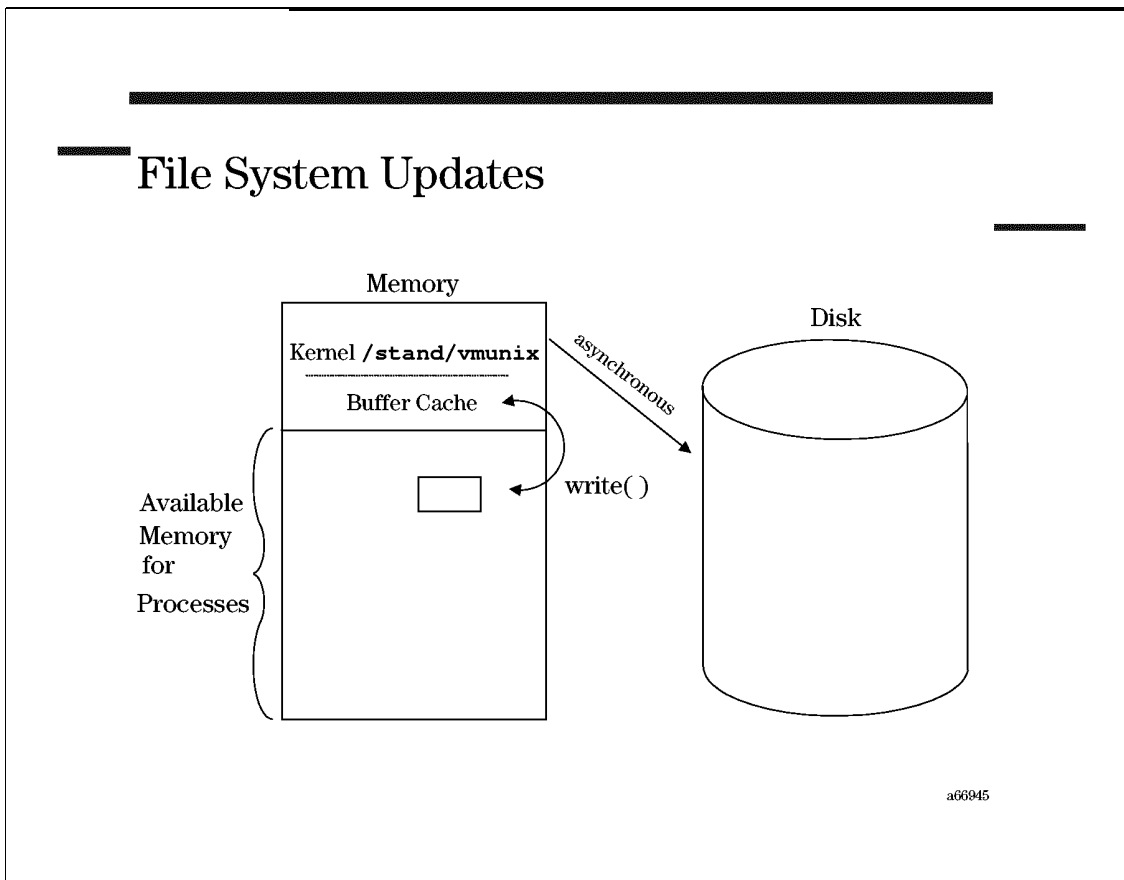 File System Updates
Memory
Disk
Kernel /stand/vmunix
asynchronous
Buffer Cache
write( )
Available
Memory
for
Processes
a66945